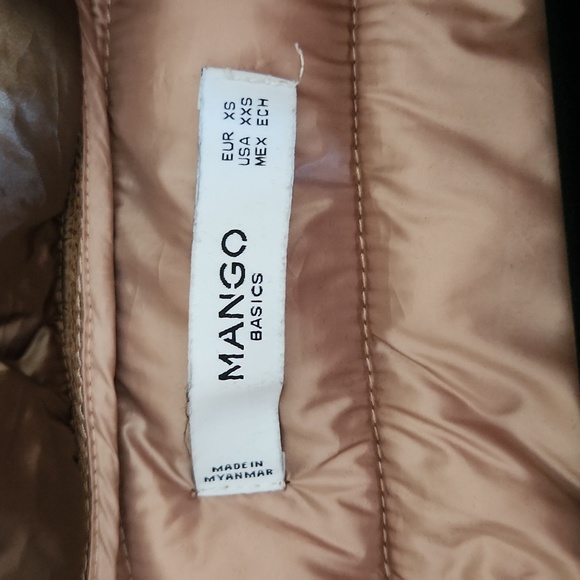 EUR XS
USA XXS
MEX ECH
MANGO
BASICS
MADE IN
MYANMAR